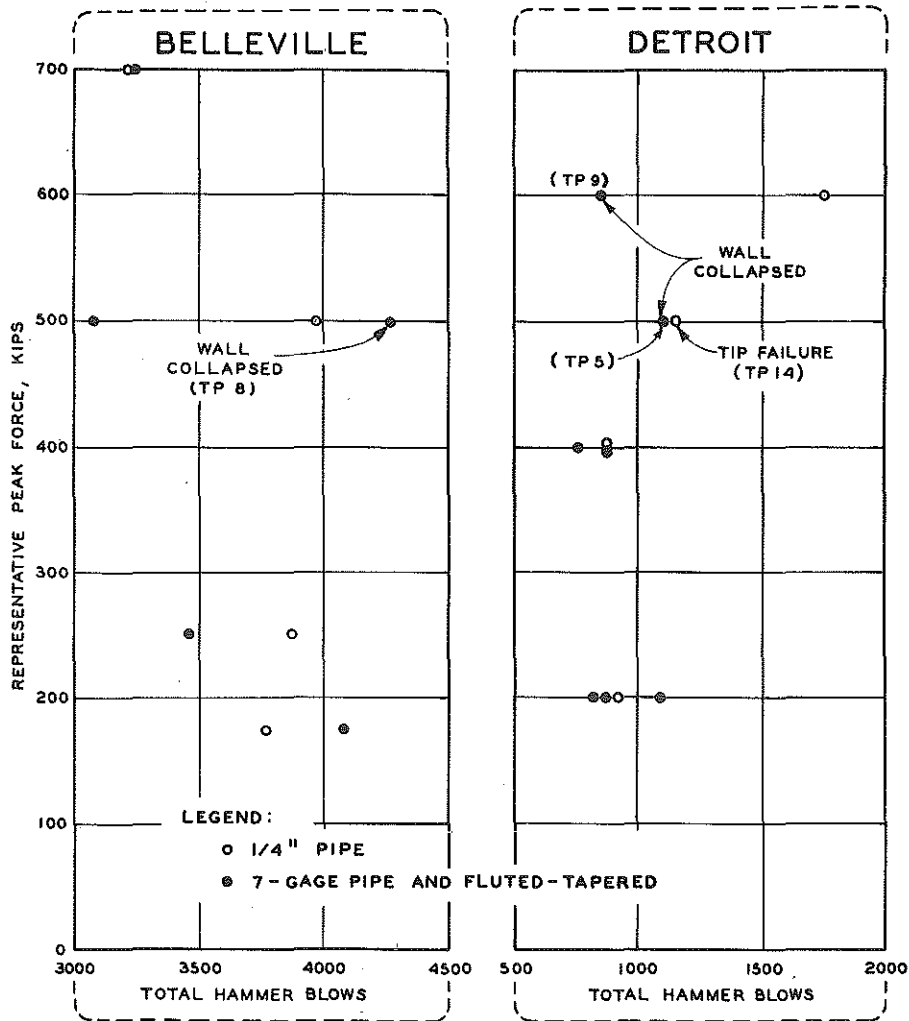 BELLEVILLE
DETROIT
REPRESENTATIVE PEAK FORCE, KIPS
700
600
500
400
300
200
100
0
3000
3500
4000
4500
TOTAL HAMMER BLOWS
WALL
COLLAPSED
(TP 8)
LEGEND:
1/4" PIPE
7-GAGE PIPE AND FLUTED-TAPERED
(TP 9)
WALL
COLLAPSED
(TP 5)
TIP FAILURE
(TP 14)
500
1000
1500
2000
TOTAL HAMMER BLOWS